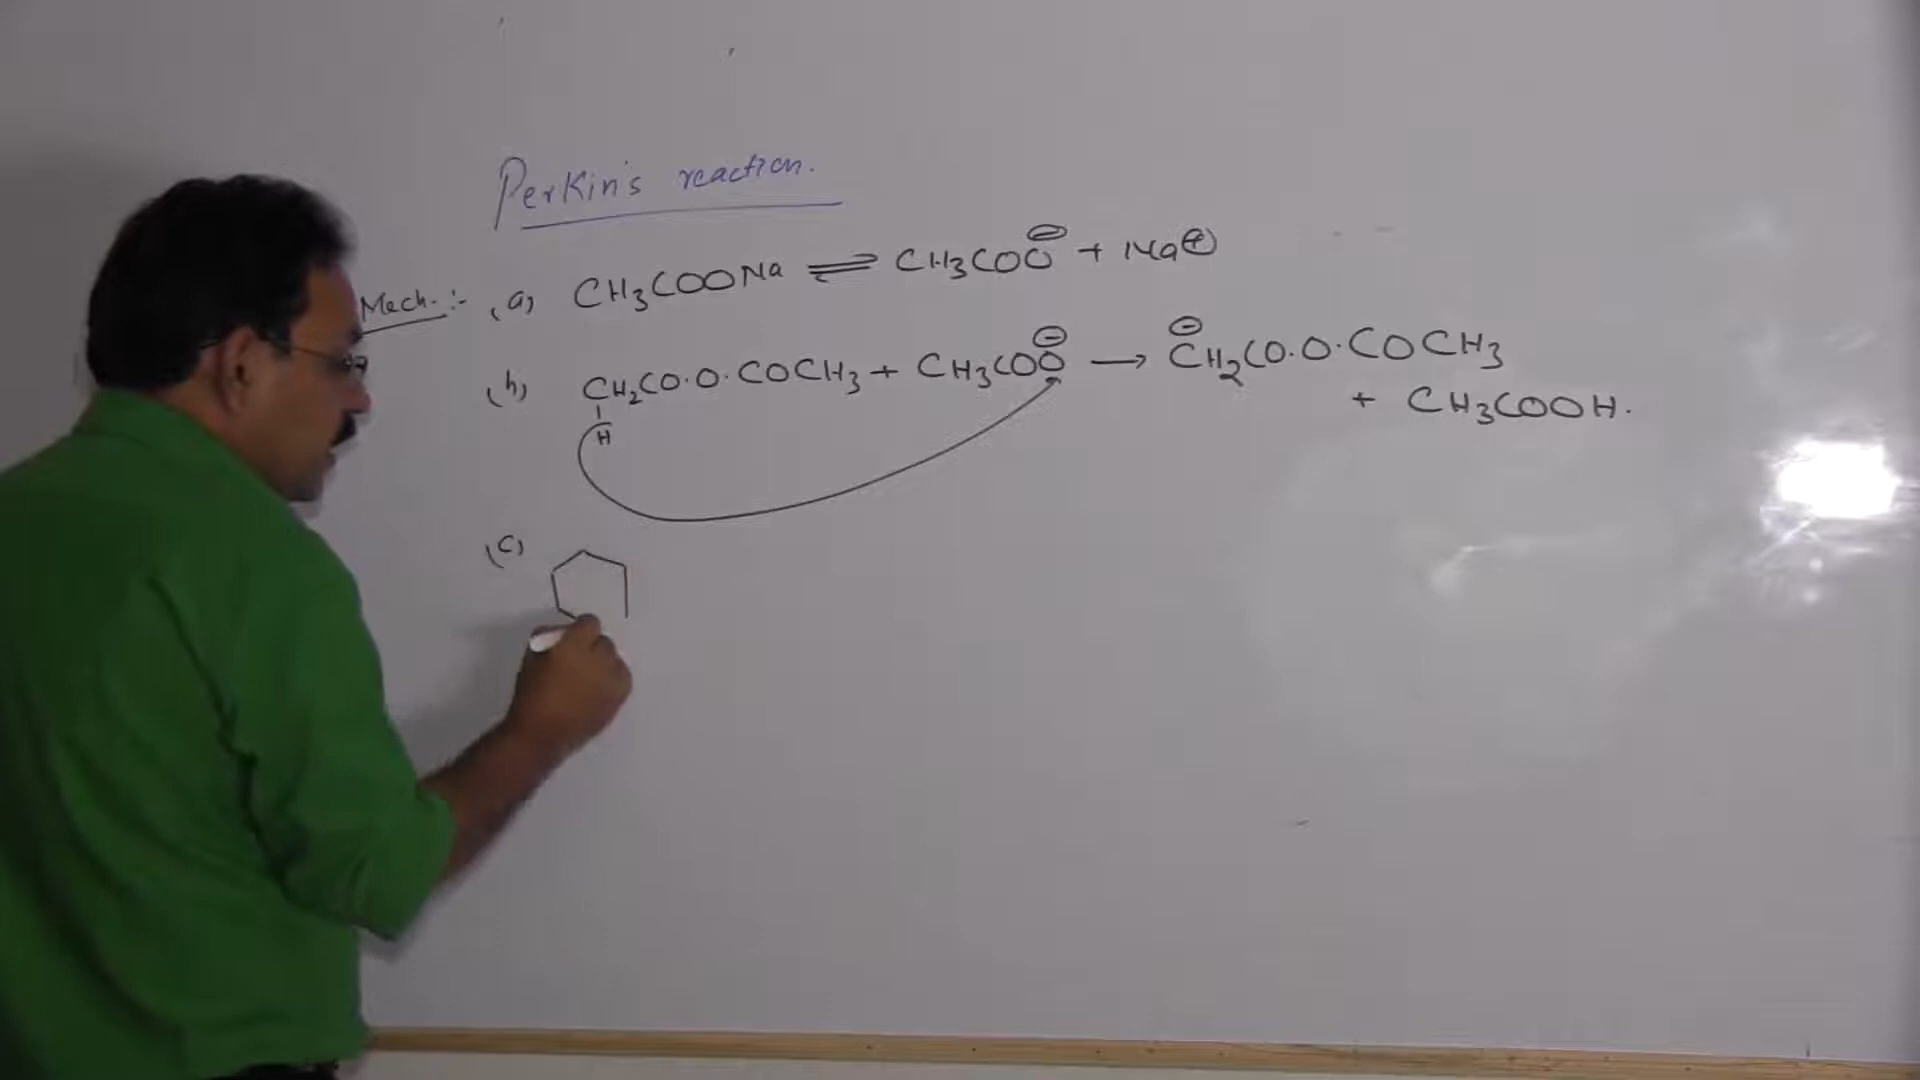 Perkin's reaction.
Mech. :- (a) CH3COONa ⇌ CH3COO⊖ + Na⊕
(b) CH2CO·O·COCH3 + CH3COO⊖ → ⊖CH2CO·O·COCH3
H
+ CH3COOH.
(c)